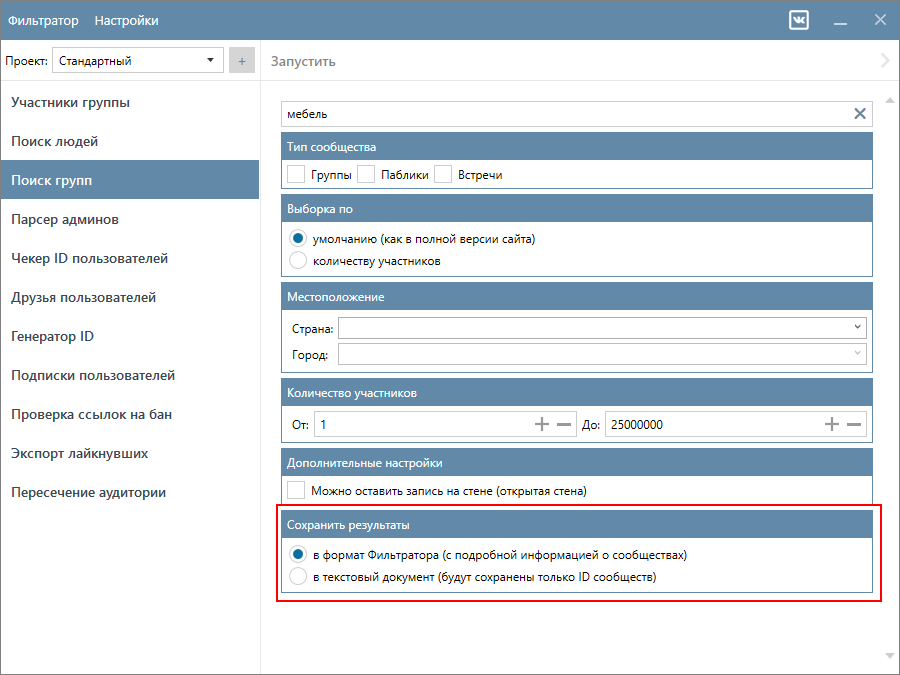 Фильтратор Настройки
Проект: Стандартный + Запустить
Участники группы
Поиск людей
Поиск групп
Парсер админов
Чекер ID пользователей
Друзья пользователей
Генератор ID
Подписки пользователей
Проверка ссылок на бан
Экспорт лайкнувших
Пересечение аудитории
мебель
Тип сообщества
Группы Паблики Встречи
Выборка по
умолчанию (как в полной версии сайта)
количеству участников
Местоположение
Страна:
Город:
Количество участников
От: 1 До: 25000000
Дополнительные настройки
Можно оставить запись на стене (открытая стена)
Сохранить результаты
в формат Фильтратора (с подробной информацией о сообществах)
в текстовый документ (будут сохранены только ID сообществ)